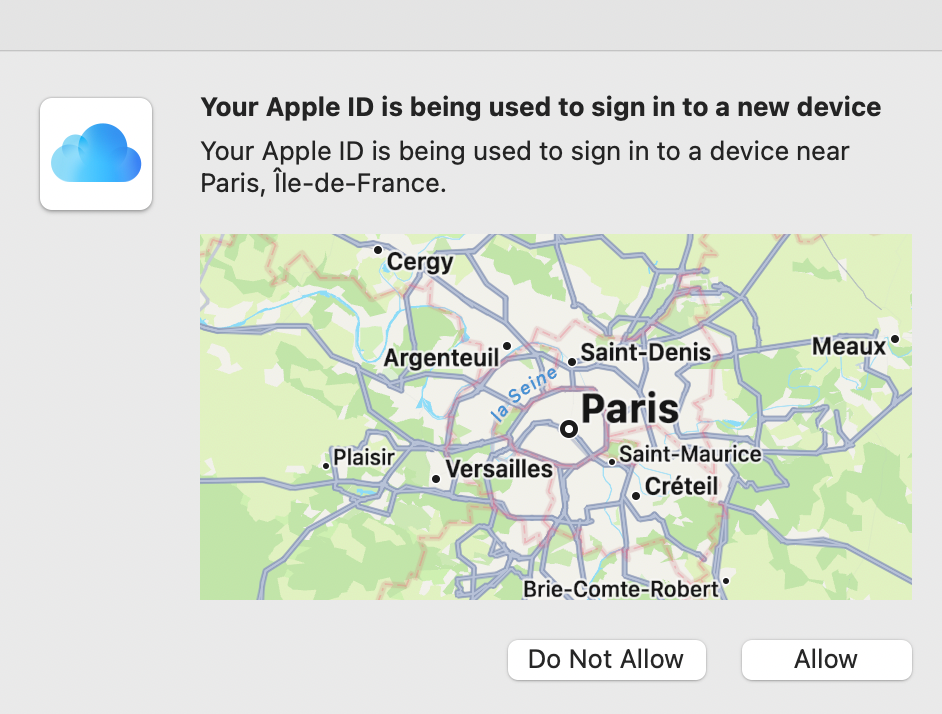 Your Apple ID is being used to sign in to a new device
Your Apple ID is being used to sign in to a device near
Paris, Île-de-France.
Cergy
Argenteuil
Saint-Denis
Meaux
la Seine
Paris
Plaisir
Versailles
Saint-Maurice
Créteil
Brie-Comte-Robert
Do Not Allow
Allow